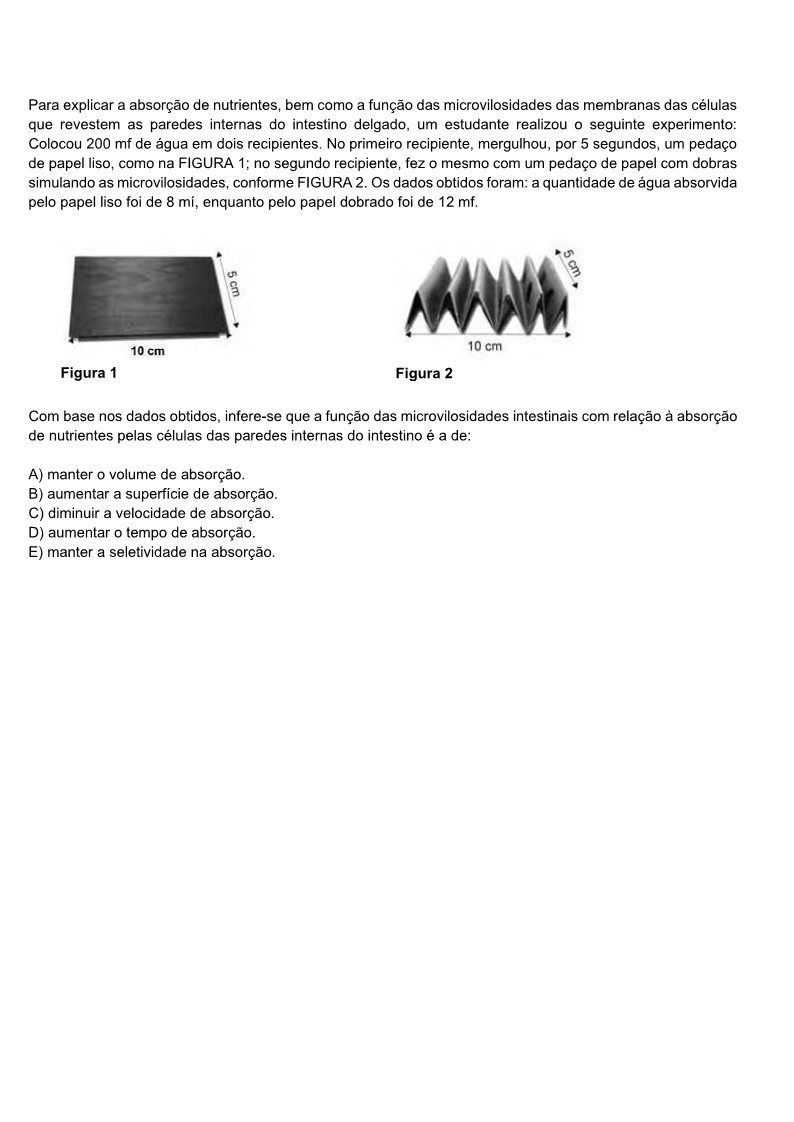 Para explicar a absorção de nutrientes, bem como a função das microvilosidades das membranas das células
que revestem as paredes internas do intestino delgado, um estudante realizou o seguinte experimento:
Colocou 200 mf de água em dois recipientes. No primeiro recipiente, mergulhou, por 5 segundos, um pedaço
de papel liso, como na FIGURA 1; no segundo recipiente, fez o mesmo com um pedaço de papel com dobras
simulando as microvilosidades, conforme FIGURA 2. Os dados obtidos foram: a quantidade de água absorvida
pelo papel liso foi de 8 mí, enquanto pelo papel dobrado foi de 12 mf.
5 cm
10 cm
Figura 1
5 cm
10 cm
Figura 2
Com base nos dados obtidos, infere-se que a função das microvilosidades intestinais com relação à absorção
de nutrientes pelas células das paredes internas do intestino é a de:
A) manter o volume de absorção.
B) aumentar a superfície de absorção.
C) diminuir a velocidade de absorção.
D) aumentar o tempo de absorção.
E) manter a seletividade na absorção.